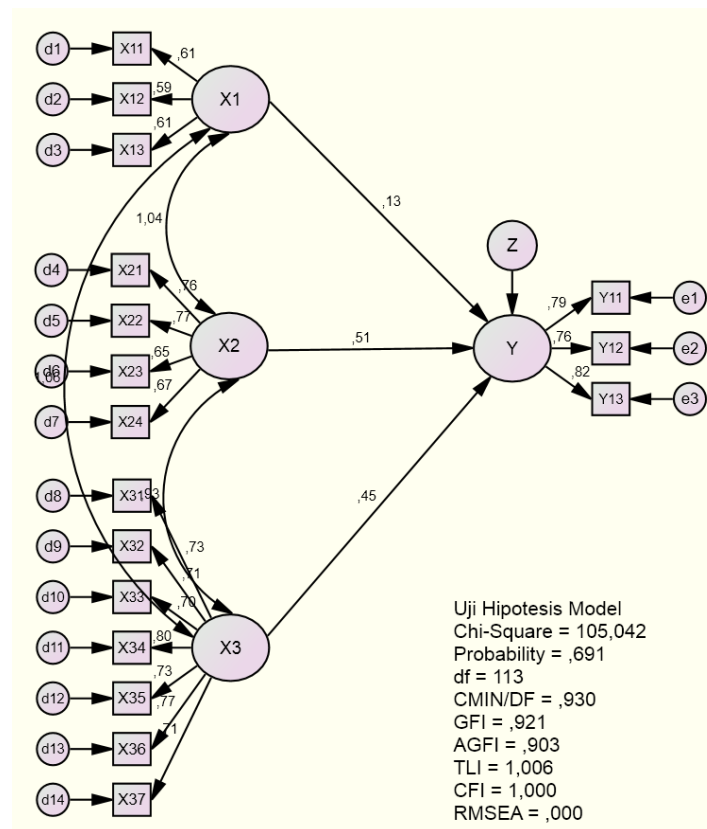 d1
X11
,61
d2
X12
,59
X1
d3
X13
,61
,13
1,04
Z
d4
X21
,76
,79
Y11
e1
d5
X22
,77
X2
,51
Y
,76
Y12
e2
d6
X23
,65
1,06
,82
Y13
e3
d7
X24
,67
d8
X31
,93
,45
d9
X32
,73
,71
d10
X33
,70
d11
X34
,80
X3
d12
X35
,73
d13
X36
,77
d14
X37
,71
Uji Hipotesis Model
Chi-Square = 105,042
Probability = ,691
df = 113
CMIN/DF = ,930
GFI = ,921
AGFI = ,903
TLI = 1,006
CFI = 1,000
RMSEA = ,000